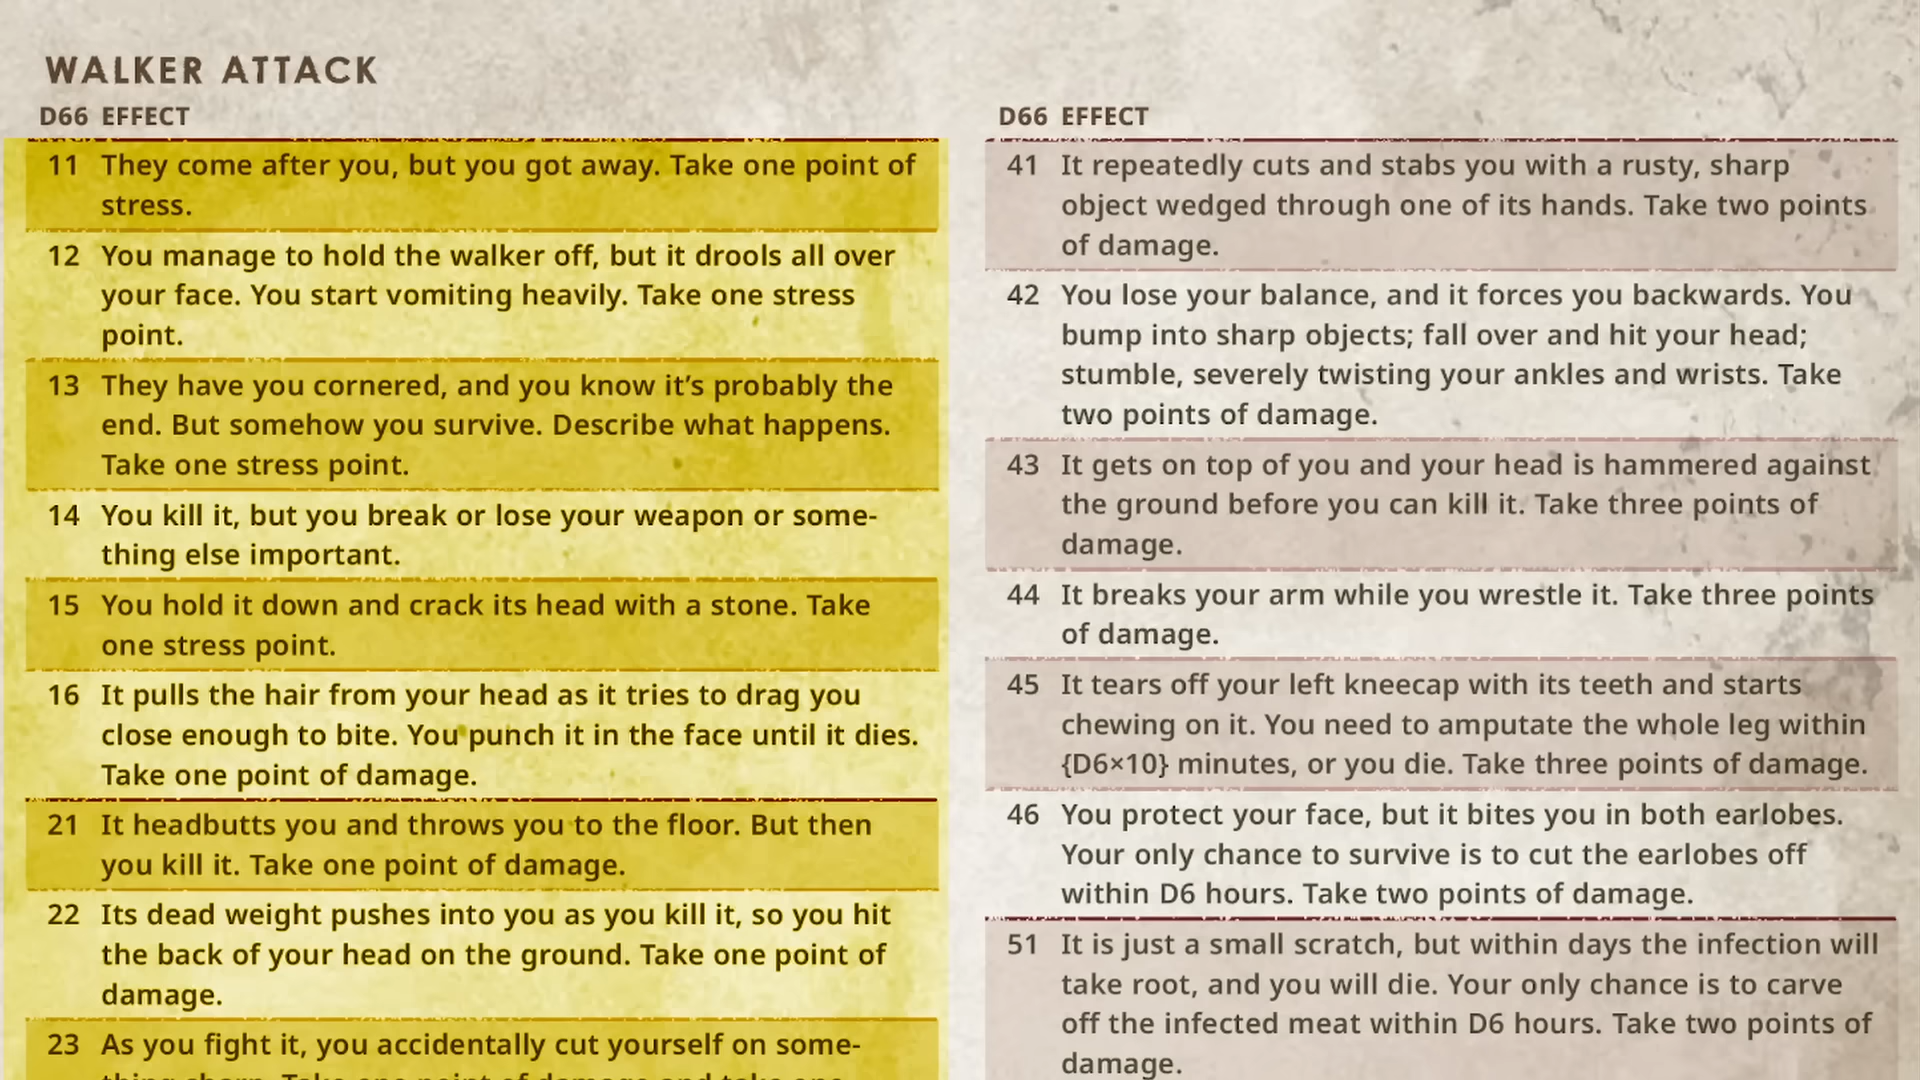 WALKER ATTACK
D66 EFFECT
11 They come after you, but you got away. Take one point of
stress.
12 You manage to hold the walker off, but it drools all over
your face. You start vomiting heavily. Take one stress
point.
13 They have you cornered, and you know it’s probably the
end. But somehow you survive. Describe what happens.
Take one stress point.
14 You kill it, but you break or lose your weapon or some-
thing else important.
15 You hold it down and crack its head with a stone. Take
one stress point.
16 It pulls the hair from your head as it tries to drag you
close enough to bite. You punch it in the face until it dies.
Take one point of damage.
21 It headbutts you and throws you to the floor. But then
you kill it. Take one point of damage.
22 Its dead weight pushes into you as you kill it, so you hit
the back of your head on the ground. Take one point of
damage.
23 As you fight it, you accidentally cut yourself on some-
thing sharp. Take one point of damage and take one
D66 EFFECT
41 It repeatedly cuts and stabs you with a rusty, sharp
object wedged through one of its hands. Take two points
of damage.
42 You lose your balance, and it forces you backwards. You
bump into sharp objects; fall over and hit your head;
stumble, severely twisting your ankles and wrists. Take
two points of damage.
43 It gets on top of you and your head is hammered against
the ground before you can kill it. Take three points of
damage.
44 It breaks your arm while you wrestle it. Take three points
of damage.
45 It tears off your left kneecap with its teeth and starts
chewing on it. You need to amputate the whole leg within
{D6×10} minutes, or you die. Take three points of damage.
46 You protect your face, but it bites you in both earlobes.
Your only chance to survive is to cut the earlobes off
within D6 hours. Take two points of damage.
51 It is just a small scratch, but within days the infection will
take root, and you will die. Your only chance is to carve
off the infected meat within D6 hours. Take two points of
damage.